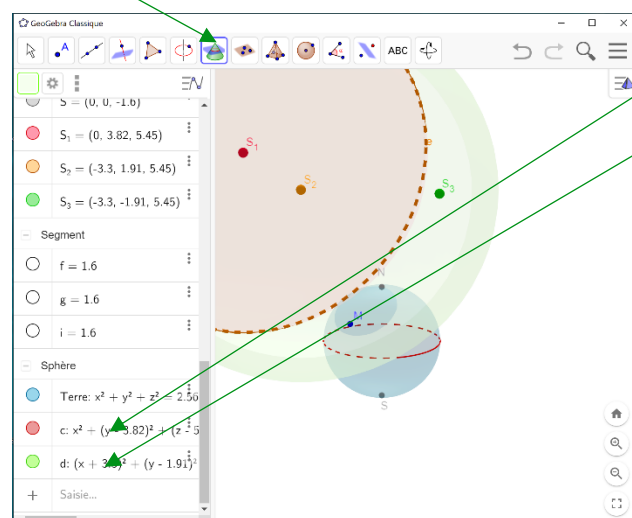 GeoGebra Classique
ABC
S = (0, 0, -1.6)
S₁ = (0, 3.82, 5.45)
S₂ = (-3.3, 1.91, 5.45)
S₃ = (-3.3, -1.91, 5.45)
Segment
f = 1.6
g = 1.6
i = 1.6
Sphère
Terre: x² + y² + z² = 2.56
c: x² + (y - 3.82)² + (z - 5
d: (x + 3.3)² + (y - 1.91)²
Saisie...
S₁
e
S₂
S₃
N
M
S